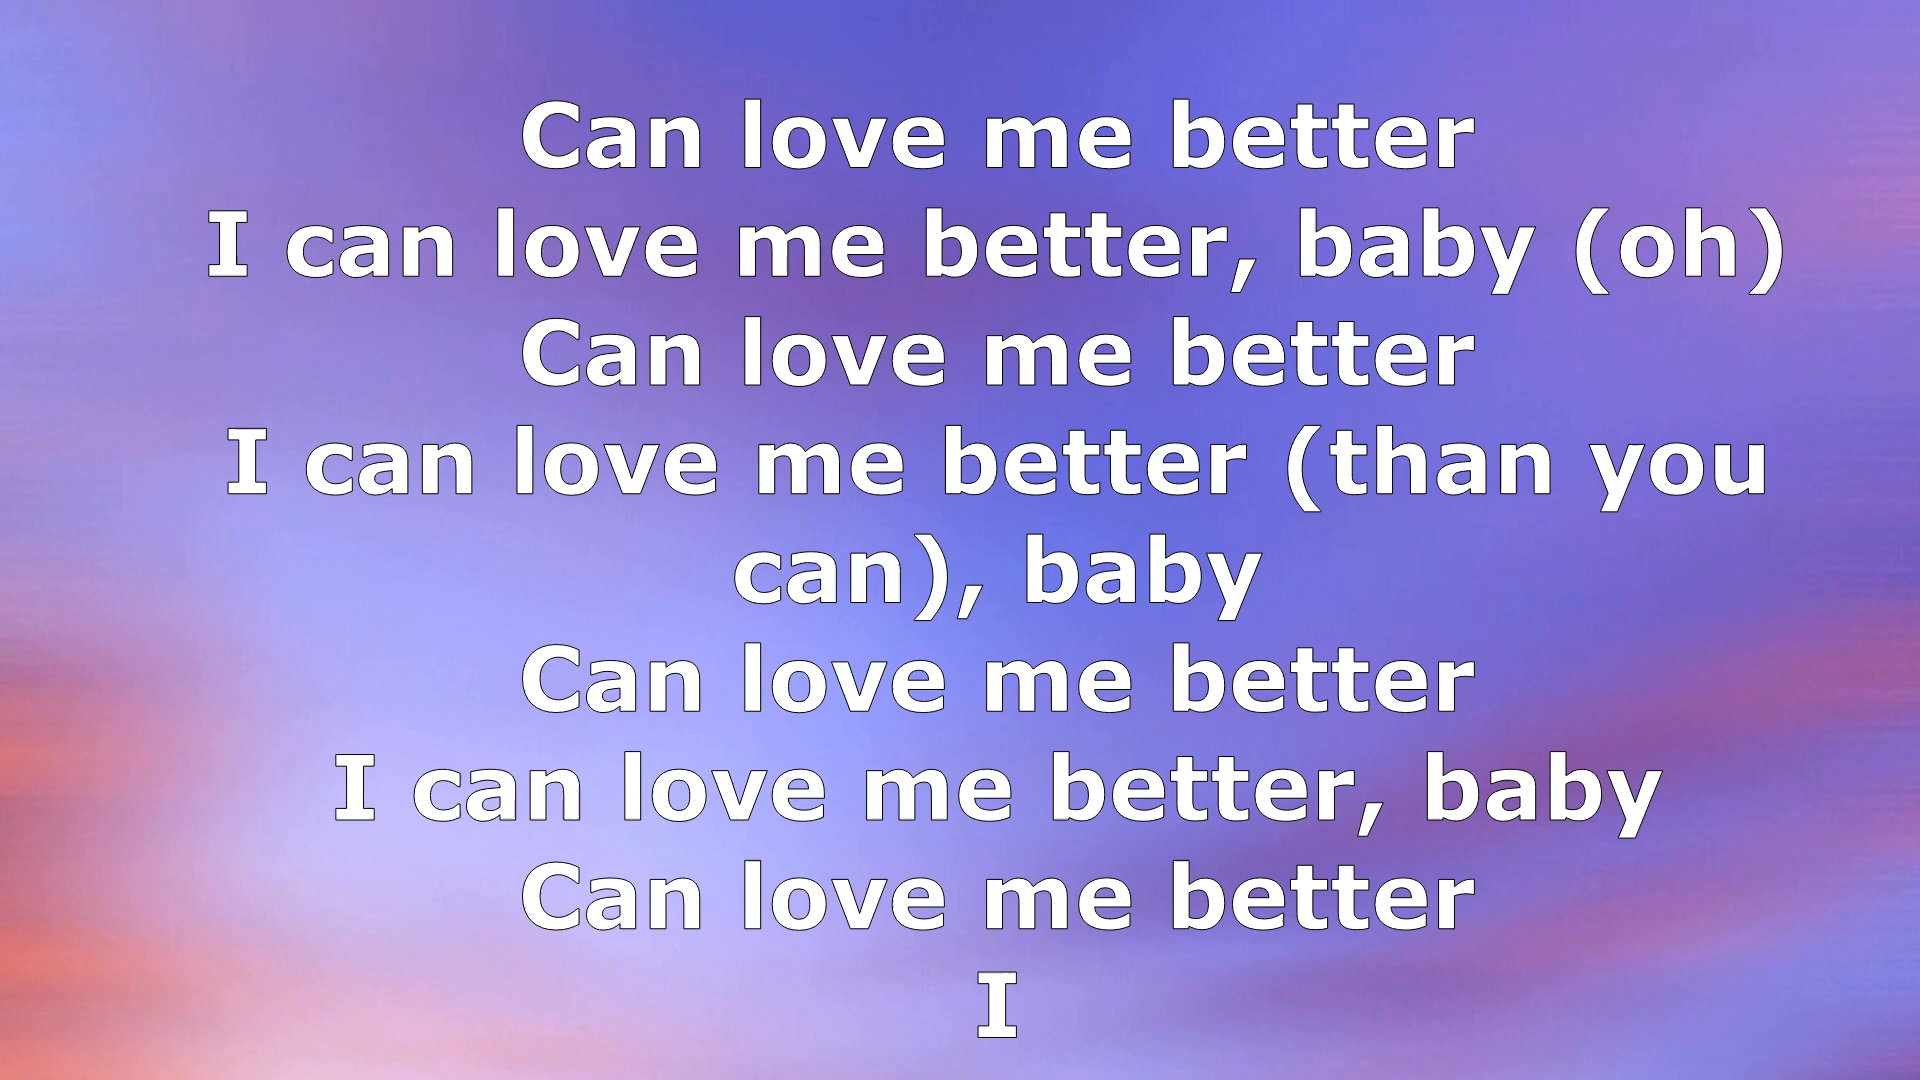 Can love me better
I can love me better, baby (oh)
Can love me better
I can love me better (than you
can), baby
Can love me better
I can love me better, baby
Can love me better
I